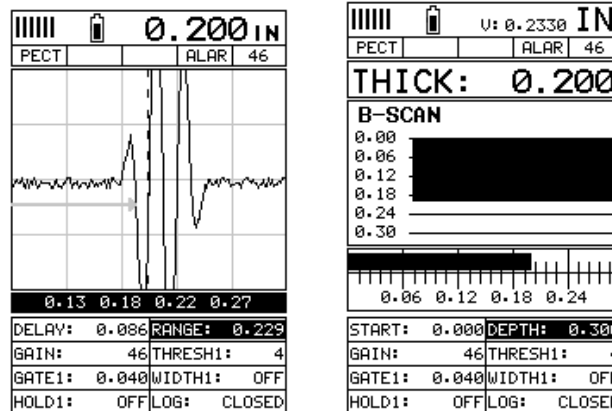 0.200 IN
PECT ALAR 46
0.13 0.18 0.22 0.27
DELAY: 0.086 RANGE: 0.229
GAIN: 46 THRESH1: 4
GATE1: 0.040 WIDTH1: OFF
HOLD1: OFF LOG: CLOSED
V: 0.2330 IN
PECT ALAR 46
THICK: 0.200
B-SCAN
0.00
0.06
0.12
0.18
0.24
0.30
0.06 0.12 0.18 0.24
START: 0.000 DEPTH: 0.300
GAIN: 46 THRESH1:
GATE1: 0.040 WIDTH1:
HOLD1: OFF LOG: CLOSED